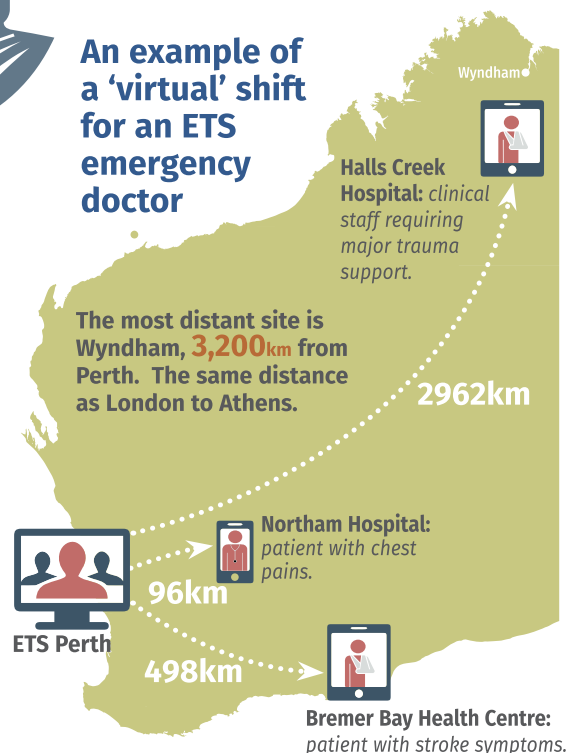 An example of
a ‘virtual’ shift
for an ETS
emergency
doctor
Wyndham
Halls Creek
Hospital: clinical
staff requiring
major trauma
support.
The most distant site is
Wyndham, 3,200km from
Perth. The same distance
as London to Athens.
2962km
Northam Hospital:
patient with chest
pains.
96km
ETS Perth
498km
Bremer Bay Health Centre:
patient with stroke symptoms.